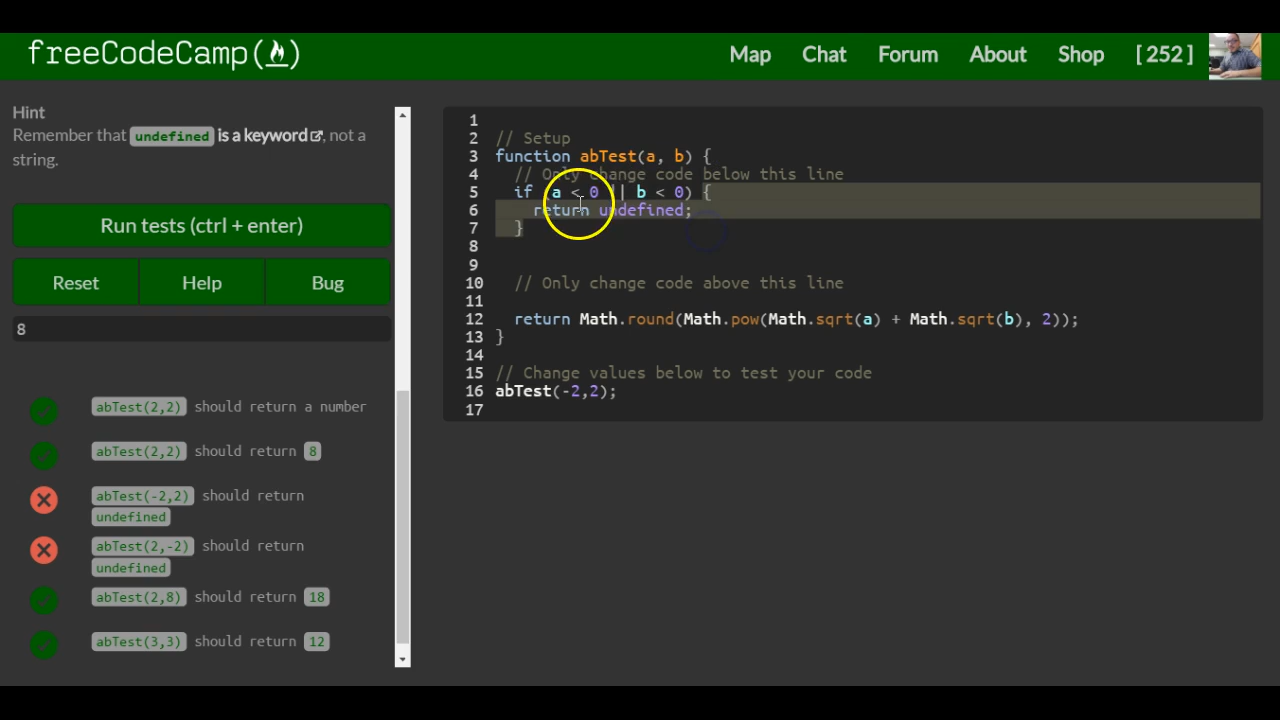 freeCodeCamp(🔥)
Map Chat Forum About Shop [ 252 ]
Hint
Remember that undefined is a keyword, not a
string.
Run tests (ctrl + enter)
Reset Help Bug
8
abTest(2,2) should return a number
abTest(2,2) should return 8
abTest(-2,2) should return
undefined
abTest(2,-2) should return
undefined
abTest(2,8) should return 18
abTest(3,3) should return 12
1
2 // Setup
3 function abTest(a, b) {
4 // Only change code below this line
5 if (a < 0 || b < 0) {
6 return undefined;
7 }
8
9
10 // Only change code above this line
11
12 return Math.round(Math.pow(Math.sqrt(a) + Math.sqrt(b), 2));
13 }
14
15 // Change values below to test your code
16 abTest(-2,2);
17